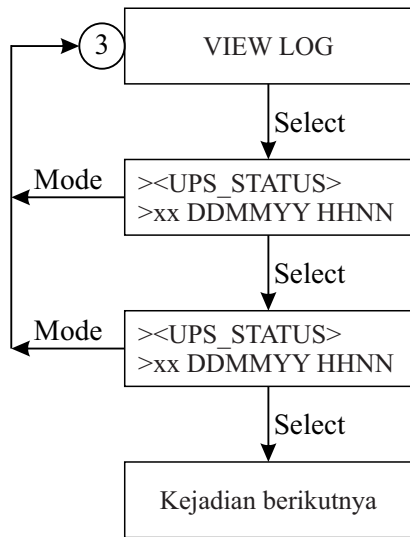 3
VIEW LOG
Select
Mode
><UPS_STATUS>
>xx DDMMYY HHNN
Select
Mode
><UPS_STATUS>
>xx DDMMYY HHNN
Select
Kejadian berikutnya